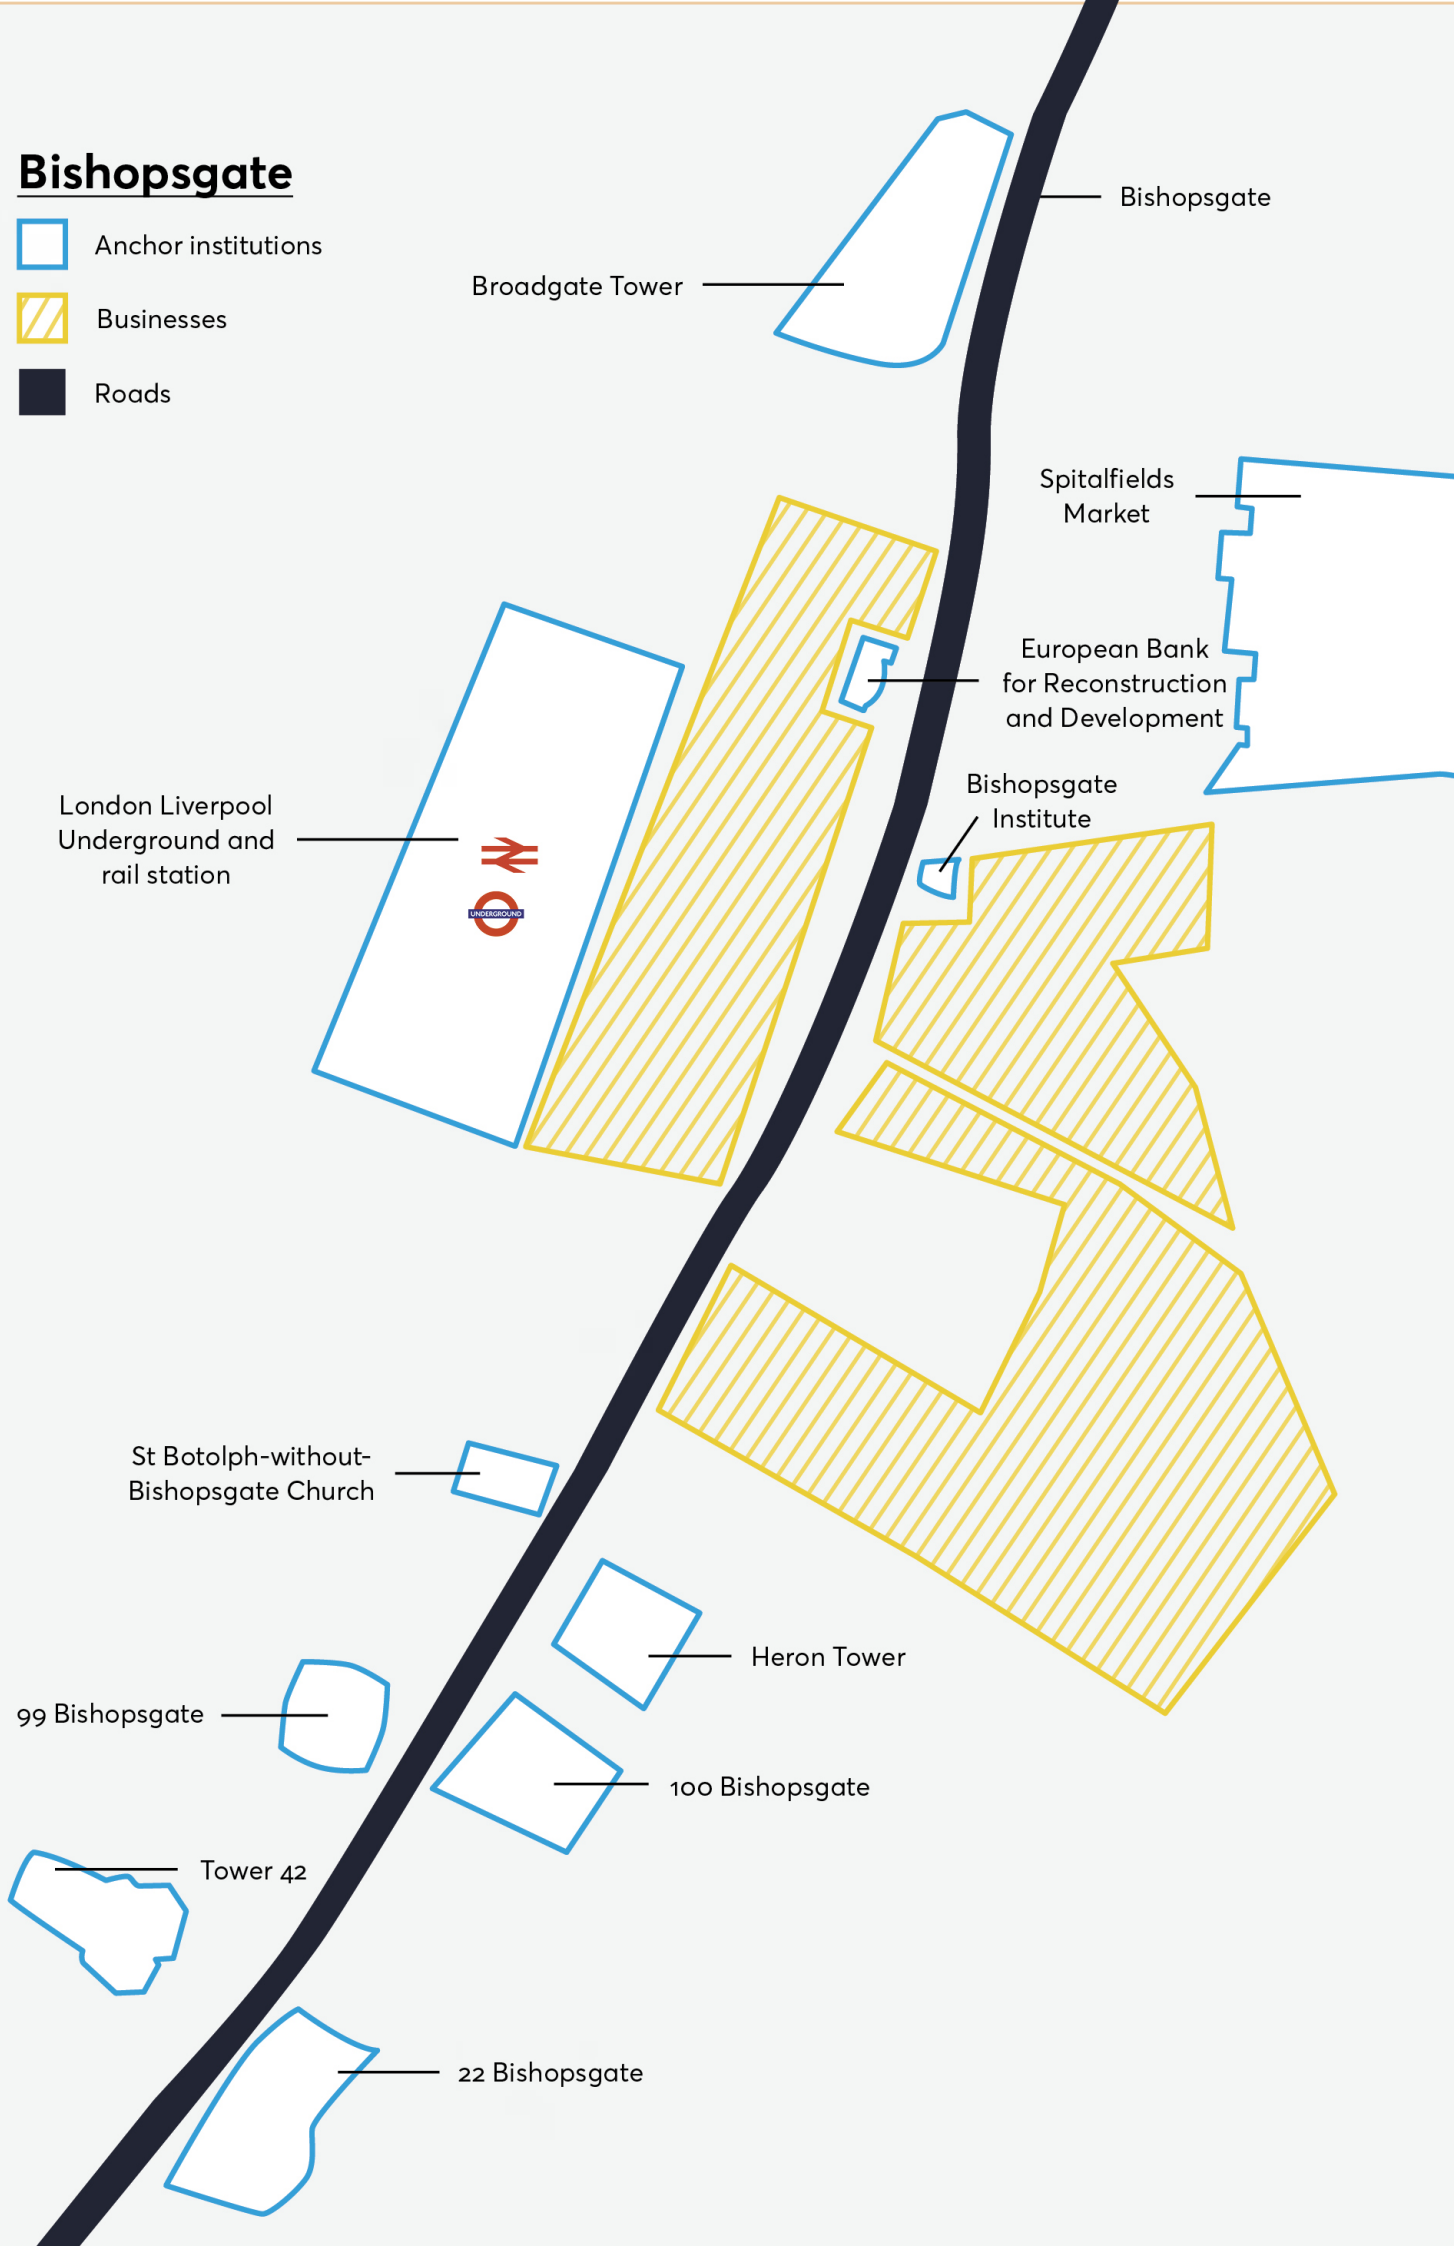 Bishopsgate
Anchor institutions
Businesses
Roads
Bishopsgate
Broadgate Tower
Spitalfields
Market
European Bank
for Reconstruction
and Development
Bishopsgate
Institute
London Liverpool
Underground and
rail station
UNDERGROUND
St Botolph-without-
Bishopsgate Church
Heron Tower
99 Bishopsgate
100 Bishopsgate
Tower 42
22 Bishopsgate